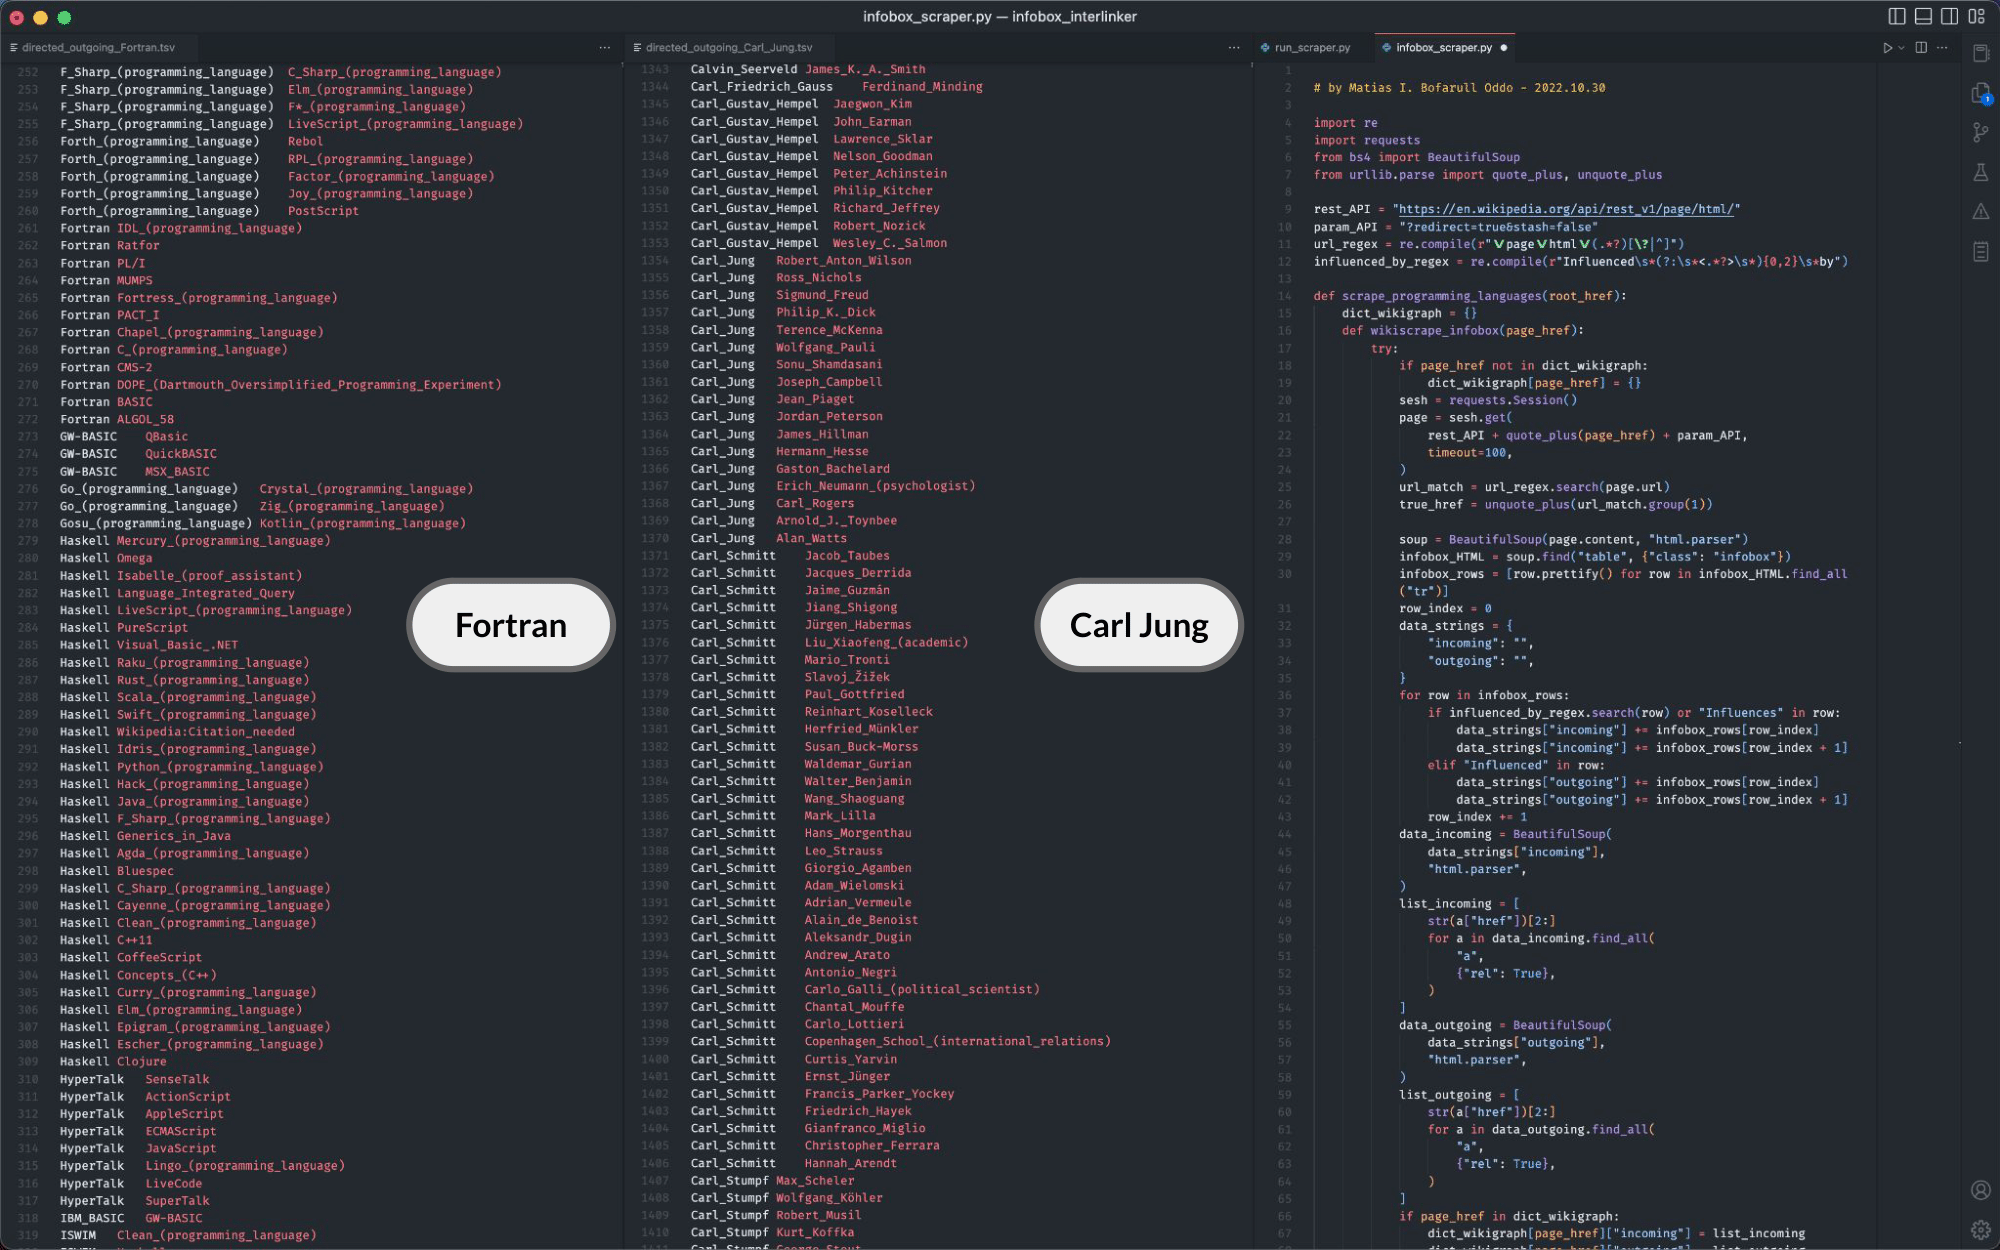 infobox_scraper.py — infobox_interlinker
directed_outgoing_Fortran.tsv
252 F_Sharp_(programming_language) C_Sharp_(programming_language)
253 F_Sharp_(programming_language) Elm_(programming_language)
254 F_Sharp_(programming_language) F*_(programming_language)
255 F_Sharp_(programming_language) LiveScript_(programming_language)
256 Forth_(programming_language) Rebol
257 Forth_(programming_language) RPL_(programming_language)
258 Forth_(programming_language) Factor_(programming_language)
259 Forth_(programming_language) Joy_(programming_language)
260 Forth_(programming_language) PostScript
261 Fortran IDL_(programming_language)
262 Fortran Ratfor
263 Fortran PL/I
264 Fortran MUMPS
265 Fortran Fortress_(programming_language)
266 Fortran PACT_I
267 Fortran Chapel_(programming_language)
268 Fortran C_(programming_language)
269 Fortran CMS-2
270 Fortran DOPE_(Dartmouth_Oversimplified_Programming_Experiment)
271 Fortran BASIC
272 Fortran ALGOL_58
273 GW-BASIC QBasic
274 GW-BASIC QuickBASIC
275 GW-BASIC MSX_BASIC
276 Go_(programming_language) Crystal_(programming_language)
277 Go_(programming_language) Zig_(programming_language)
278 Gosu_(programming_language) Kotlin_(programming_language)
279 Haskell Mercury_(programming_language)
280 Haskell Omega
281 Haskell Isabelle_(proof_assistant)
282 Haskell Language_Integrated_Query
283 Haskell LiveScript_(programming_language)
284 Haskell PureScript
285 Haskell Visual_Basic_.NET
286 Haskell Raku_(programming_language)
287 Haskell Rust_(programming_language)
288 Haskell Scala_(programming_language)
289 Haskell Swift_(programming_language)
290 Haskell Wikipedia:Citation_needed
291 Haskell Idris_(programming_language)
292 Haskell Python_(programming_language)
293 Haskell Hack_(programming_language)
294 Haskell Java_(programming_language)
295 Haskell F_Sharp_(programming_language)
296 Haskell Generics_in_Java
297 Haskell Agda_(programming_language)
298 Haskell Bluespec
299 Haskell C_Sharp_(programming_language)
300 Haskell Cayenne_(programming_language)
301 Haskell Clean_(programming_language)
302 Haskell C++11
303 Haskell CoffeeScript
304 Haskell Concepts_(C++)
305 Haskell Curry_(programming_language)
306 Haskell Elm_(programming_language)
307 Haskell Epigram_(programming_language)
308 Haskell Escher_(programming_language)
309 Haskell Clojure
310 HyperTalk SenseTalk
311 HyperTalk ActionScript
312 HyperTalk AppleScript
313 HyperTalk ECMAScript
314 HyperTalk JavaScript
315 HyperTalk Lingo_(programming_language)
316 HyperTalk LiveCode
317 HyperTalk SuperTalk
318 IBM_BASIC GW-BASIC
319 ISWIM Clean_(programming_language)
Fortran
directed_outgoing_Carl_Jung.tsv
1343 Calvin_Seerveld James_K._A._Smith
1344 Carl_Friedrich_Gauss Ferdinand_Minding
1345 Carl_Gustav_Hempel Jaegwon_Kim
1346 Carl_Gustav_Hempel John_Earman
1347 Carl_Gustav_Hempel Lawrence_Sklar
1348 Carl_Gustav_Hempel Nelson_Goodman
1349 Carl_Gustav_Hempel Peter_Achinstein
1350 Carl_Gustav_Hempel Philip_Kitcher
1351 Carl_Gustav_Hempel Richard_Jeffrey
1352 Carl_Gustav_Hempel Robert_Nozick
1353 Carl_Gustav_Hempel Wesley_C._Salmon
1354 Carl_Jung Robert_Anton_Wilson
1355 Carl_Jung Ross_Nichols
1356 Carl_Jung Sigmund_Freud
1357 Carl_Jung Philip_K._Dick
1358 Carl_Jung Terence_McKenna
1359 Carl_Jung Wolfgang_Pauli
1360 Carl_Jung Sonu_Shamdasani
1361 Carl_Jung Joseph_Campbell
1362 Carl_Jung Jean_Piaget
1363 Carl_Jung Jordan_Peterson
1364 Carl_Jung James_Hillman
1365 Carl_Jung Hermann_Hesse
1366 Carl_Jung Gaston_Bachelard
1367 Carl_Jung Erich_Neumann_(psychologist)
1368 Carl_Jung Carl_Rogers
1369 Carl_Jung Arnold_J._Toynbee
1370 Carl_Jung Alan_Watts
1371 Carl_Schmitt Jacob_Taubes
1372 Carl_Schmitt Jacques_Derrida
1373 Carl_Schmitt Jaime_Guzmán
1374 Carl_Schmitt Jiang_Shigong
1375 Carl_Schmitt Jürgen_Habermas
1376 Carl_Schmitt Liu_Xiaofeng_(academic)
1377 Carl_Schmitt Mario_Tronti
1378 Carl_Schmitt Slavoj_Žižek
1379 Carl_Schmitt Paul_Gottfried
1380 Carl_Schmitt Reinhart_Koselleck
1381 Carl_Schmitt Herfried_Münkler
1382 Carl_Schmitt Susan_Buck-Morss
1383 Carl_Schmitt Waldemar_Gurian
1384 Carl_Schmitt Walter_Benjamin
1385 Carl_Schmitt Wang_Shaoguang
1386 Carl_Schmitt Mark_Lilla
1387 Carl_Schmitt Hans_Morgenthau
1388 Carl_Schmitt Leo_Strauss
1389 Carl_Schmitt Giorgio_Agamben
1390 Carl_Schmitt Adam_Wielomski
1391 Carl_Schmitt Adrian_Vermeule
1392 Carl_Schmitt Alain_de_Benoist
1393 Carl_Schmitt Aleksandr_Dugin
1394 Carl_Schmitt Andrew_Arato
1395 Carl_Schmitt Antonio_Negri
1396 Carl_Schmitt Carlo_Galli_(political_scientist)
1397 Carl_Schmitt Chantal_Mouffe
1398 Carl_Schmitt Carlo_Lottieri
1399 Carl_Schmitt Copenhagen_School_(international_relations)
1400 Carl_Schmitt Curtis_Yarvin
1401 Carl_Schmitt Ernst_Jünger
1402 Carl_Schmitt Francis_Parker_Yockey
1403 Carl_Schmitt Friedrich_Hayek
1404 Carl_Schmitt Gianfranco_Miglio
1405 Carl_Schmitt Christopher_Ferrara
1406 Carl_Schmitt Hannah_Arendt
1407 Carl_Stumpf Max_Scheler
1408 Carl_Stumpf Wolfgang_Köhler
1409 Carl_Stumpf Robert_Musil
1410 Carl_Stumpf Kurt_Koffka
Carl Jung
run_scraper.py infobox_scraper.py
1
2 # by Matias I. Bofarull Oddo - 2022.10.30
3
4 import re
5 import requests
6 from bs4 import BeautifulSoup
7 from urllib.parse import quote_plus, unquote_plus
8
9 rest_API = "https://en.wikipedia.org/api/rest_v1/page/html/"
10 param_API = "?redirect=true&stash=false"
11 url_regex = re.compile(r"\/page\/html\/(.*?)[\?|^]")
12 influenced_by_regex = re.compile(r"Influenced\s*(?:\s*<.*?>\s*){0,2}\s*by")
13
14 def scrape_programming_languages(root_href):
15 dict_wikigraph = {}
16 def wikiscrape_infobox(page_href):
17 try:
18 if page_href not in dict_wikigraph:
19 dict_wikigraph[page_href] = {}
20 sesh = requests.Session()
21 page = sesh.get(
22 rest_API + quote_plus(page_href) + param_API,
23 timeout=100,
24 )
25 url_match = url_regex.search(page.url)
26 true_href = unquote_plus(url_match.group(1))
27
28 soup = BeautifulSoup(page.content, "html.parser")
29 infobox_HTML = soup.find("table", {"class": "infobox"})
30 infobox_rows = [row.prettify() for row in infobox_HTML.find_all
("tr")]
31 row_index = 0
32 data_strings = {
33 "incoming": "",
34 "outgoing": "",
35 }
36 for row in infobox_rows:
37 if influenced_by_regex.search(row) or "Influences" in row:
38 data_strings["incoming"] += infobox_rows[row_index]
39 data_strings["incoming"] += infobox_rows[row_index + 1]
40 elif "Influenced" in row:
41 data_strings["outgoing"] += infobox_rows[row_index]
42 data_strings["outgoing"] += infobox_rows[row_index + 1]
43 row_index += 1
44 data_incoming = BeautifulSoup(
45 data_strings["incoming"],
46 "html.parser",
47 )
48 list_incoming = [
49 str(a["href"])[2:]
50 for a in data_incoming.find_all(
51 "a",
52 {"rel": True},
53 )
54 ]
55 data_outgoing = BeautifulSoup(
56 data_strings["outgoing"],
57 "html.parser",
58 )
59 list_outgoing = [
60 str(a["href"])[2:]
61 for a in data_outgoing.find_all(
62 "a",
63 {"rel": True},
64 )
65 ]
66 if page_href in dict_wikigraph:
67 dict_wikigraph[page_href]["incoming"] = list_incoming
1